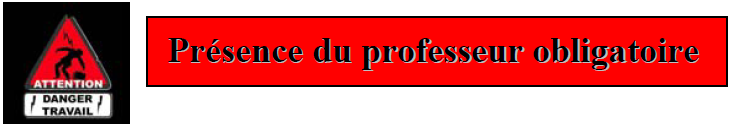 ATTENTION
DANGER
TRAVAIL
Présence du professeur obligatoire